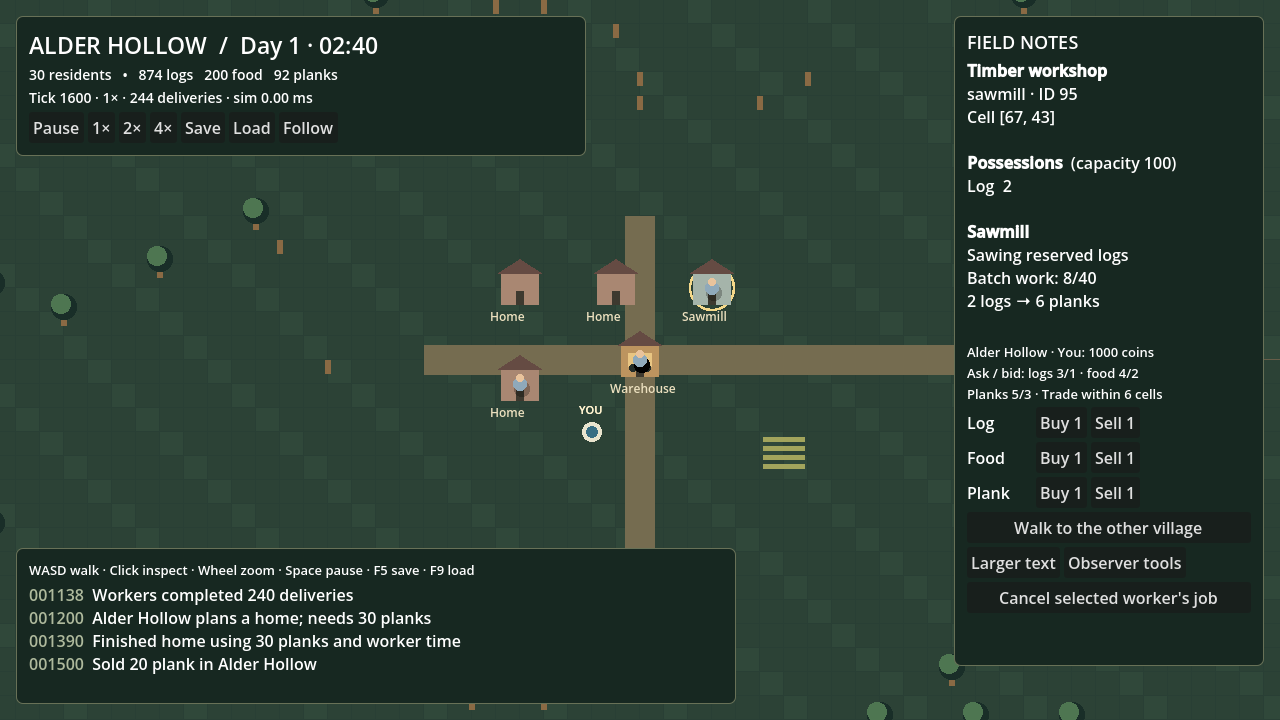 ALDER HOLLOW / Day 1 · 02:40
30 residents • 874 logs 200 food 92 planks
Tick 1600 · 1× · 244 deliveries · sim 0.00 ms
Pause 1× 2× 4× Save Load Follow
Home
Home
Sawmill
Warehouse
Home
YOU
FIELD NOTES
Timber workshop
sawmill · ID 95
Cell [67, 43]
Possessions (capacity 100)
Log 2
Sawmill
Sawing reserved logs
Batch work: 8/40
2 logs → 6 planks
Alder Hollow · You: 1000 coins
Ask / bid: logs 3/1 · food 4/2
Planks 5/3 · Trade within 6 cells
Log Buy 1 Sell 1
Food Buy 1 Sell 1
Plank Buy 1 Sell 1
Walk to the other village
Larger text Observer tools
Cancel selected worker's job
WASD walk · Click inspect · Wheel zoom · Space pause · F5 save · F9 load
001138 Workers completed 240 deliveries
001200 Alder Hollow plans a home; needs 30 planks
001390 Finished home using 30 planks and worker time
001500 Sold 20 plank in Alder Hollow